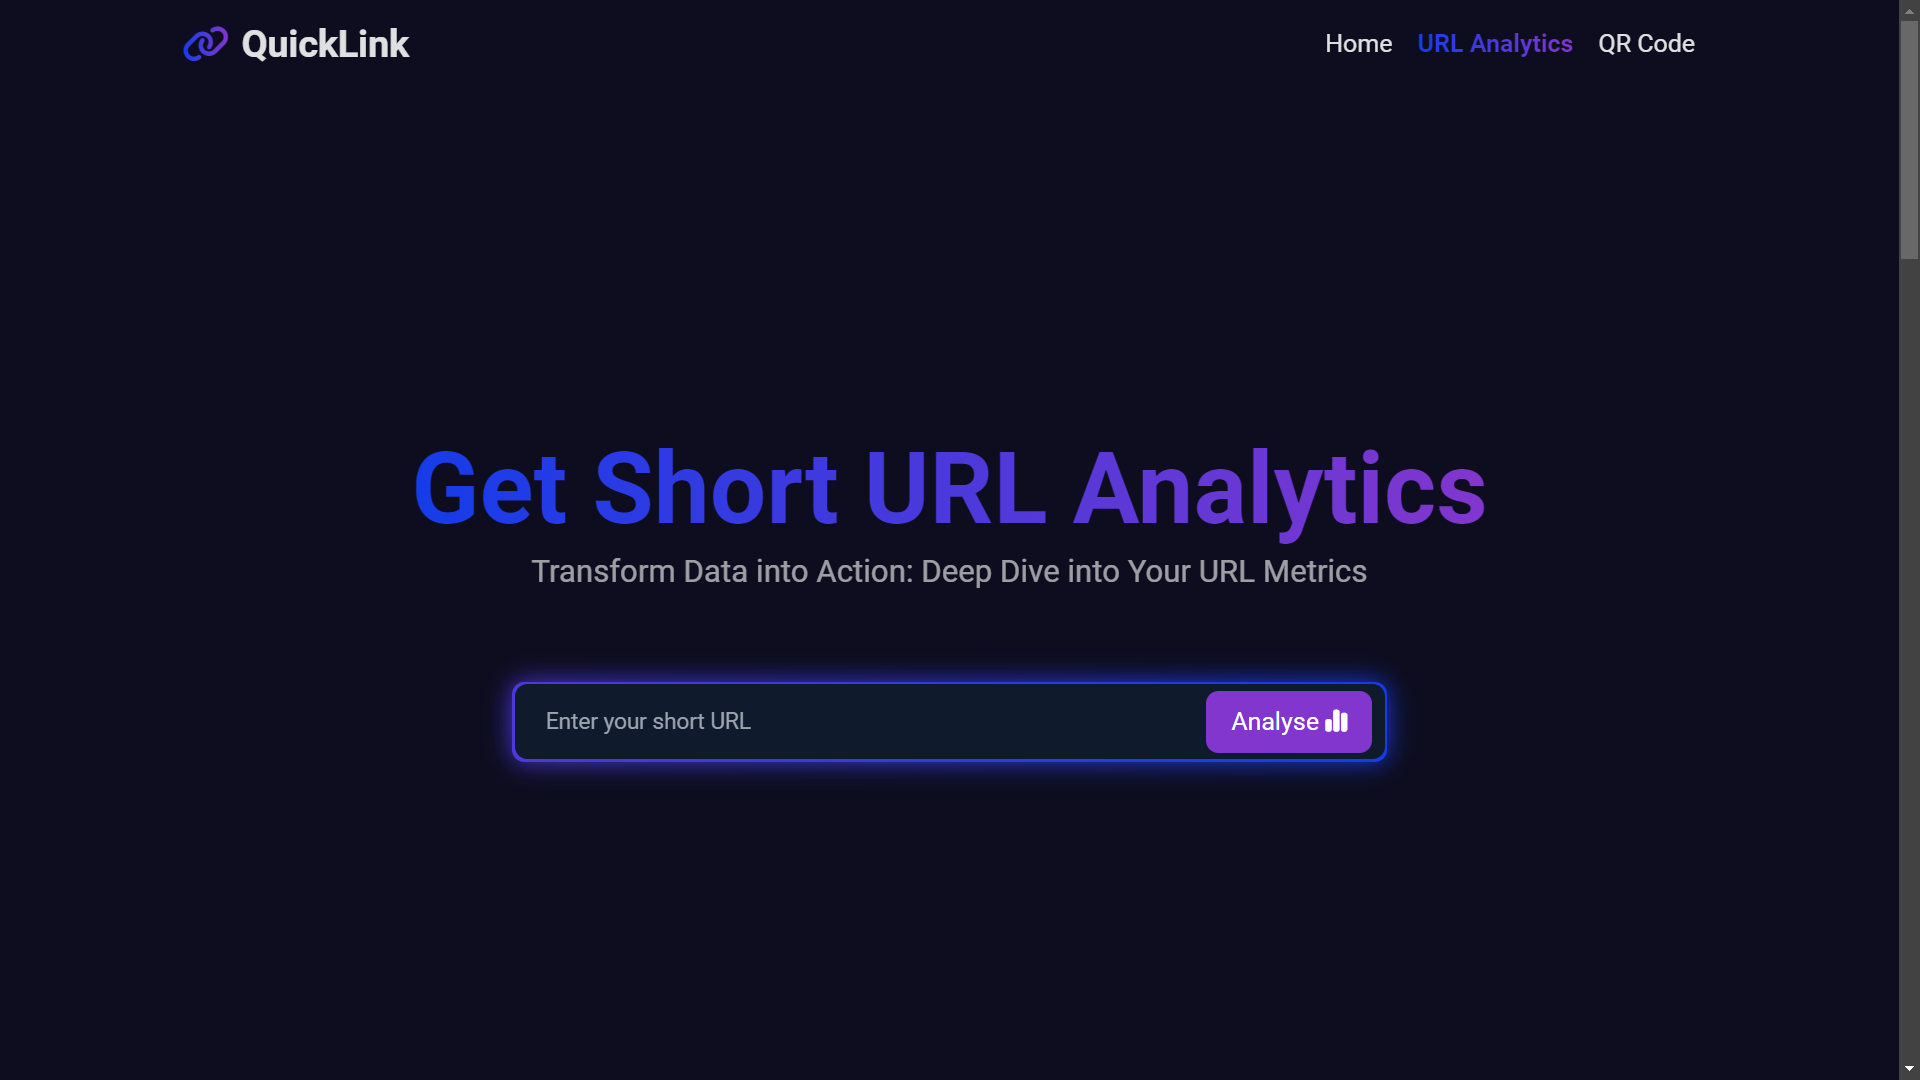 QuickLink
Home URL Analytics QR Code
Get Short URL Analytics
Transform Data into Action: Deep Dive into Your URL Metrics
Enter your short URL
Analyse